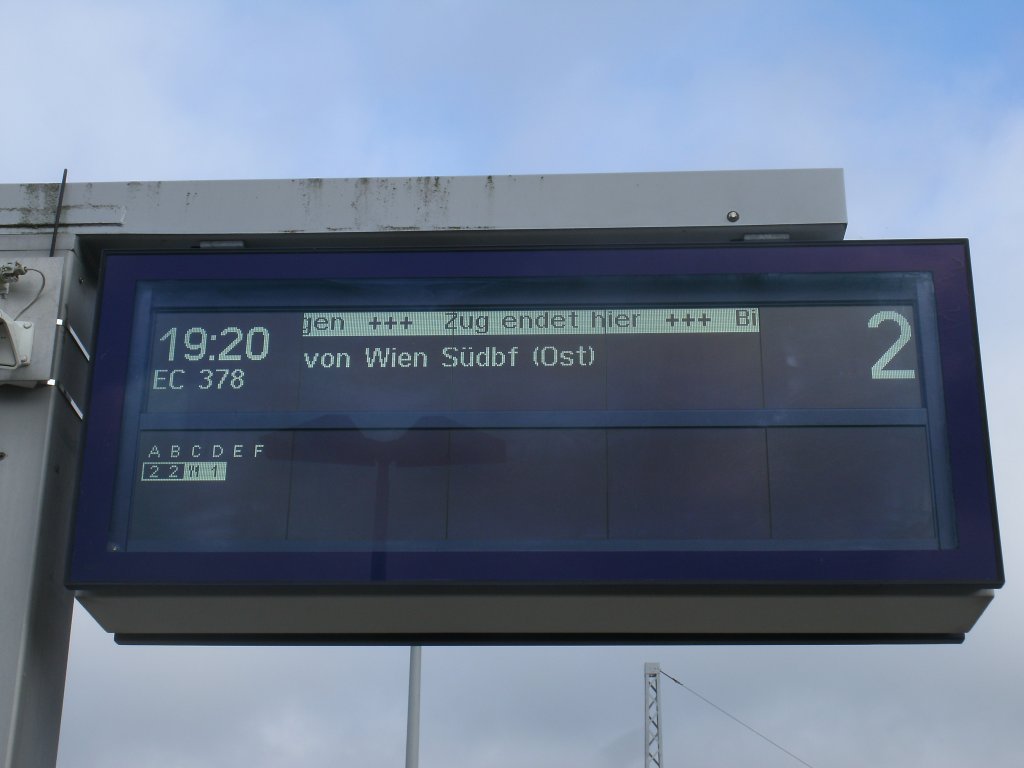 gen +++ Zug endet hier +++ Bi
19:20
von Wien Südbf (Ost)
EC 378
2
A B C D E F
2 2 1